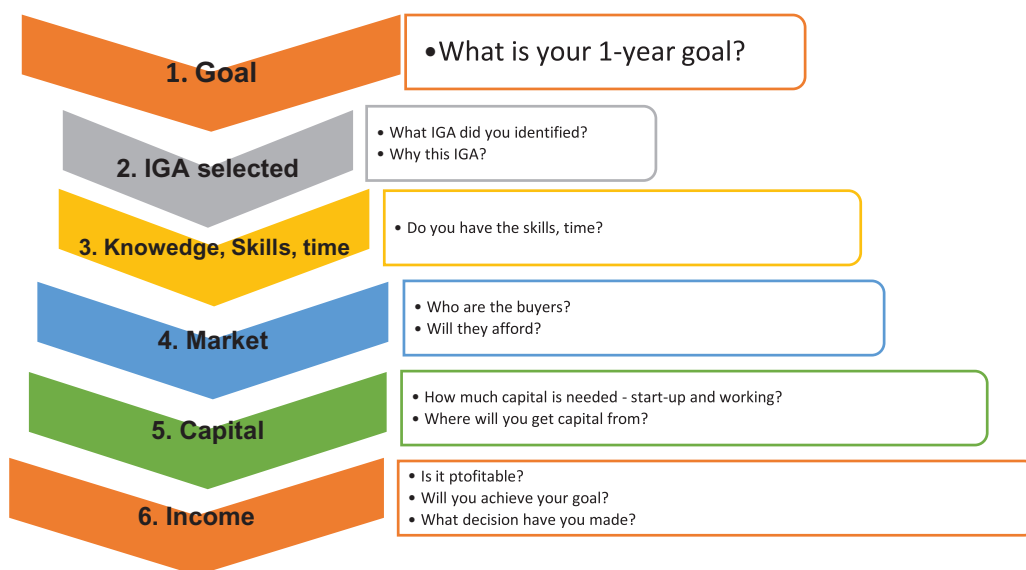 1. Goal
•What is your 1-year goal?
2. IGA selected
• What IGA did you identified?
• Why this IGA?
3. Knowedge, Skills, time
• Do you have the skills, time?
4. Market
• Who are the buyers?
• Will they afford?
5. Capital
• How much capital is needed - start-up and working?
• Where will you get capital from?
6. Income
• Is it ptofitable?
• Will you achieve your goal?
• What decision have you made?